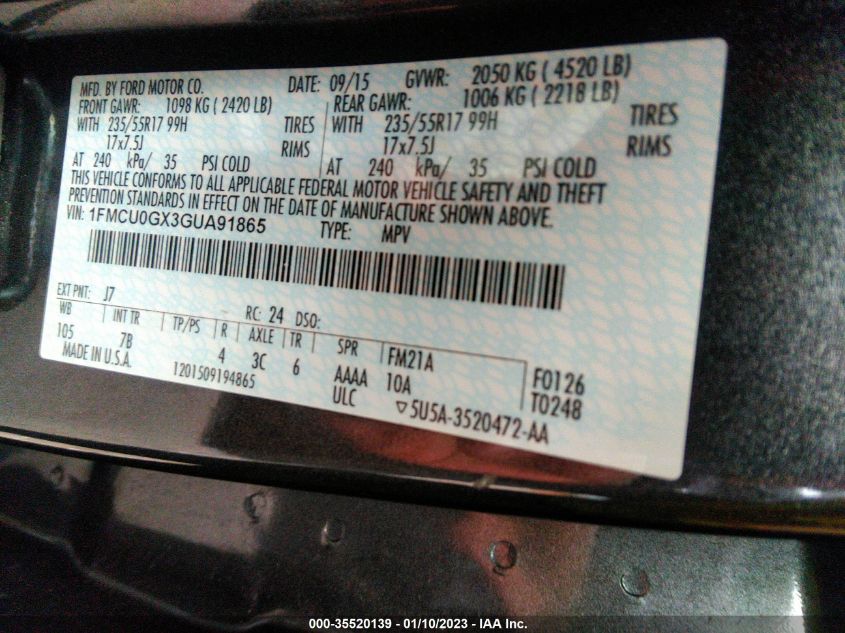 MFD. BY FORD MOTOR CO. DATE: 09/15 GVWR: 2050 KG ( 4520 LB)
FRONT GAWR: 1098 KG ( 2420 LB) REAR GAWR: 1006 KG ( 2218 LB)
WITH 235/55R17 99H TIRES WITH 235/55R17 99H TIRES
17x7.5J RIMS 17x7.5J RIMS
AT 240 kPa/ 35 PSI COLD AT 240 kPa/ 35 PSI COLD
THIS VEHICLE CONFORMS TO ALL APPLICABLE FEDERAL MOTOR VEHICLE SAFETY AND THEFT
PREVENTION STANDARDS IN EFFECT ON THE DATE OF MANUFACTURE SHOWN ABOVE.
VIN: 1FMCU0GX3GUA91865 TYPE: MPV
EXT PNT: J7 RC: 24 DSO:
WB INT TR TP/PS R AXLE TR SPR FM21A
105 7B 4 3C 6 AAAA 10A F0126
MADE IN U.S.A. 1201509194865 ULC ▽5U5A-3520472-AA T0248
000-35520139 - 01/10/2023 - IAA Inc.